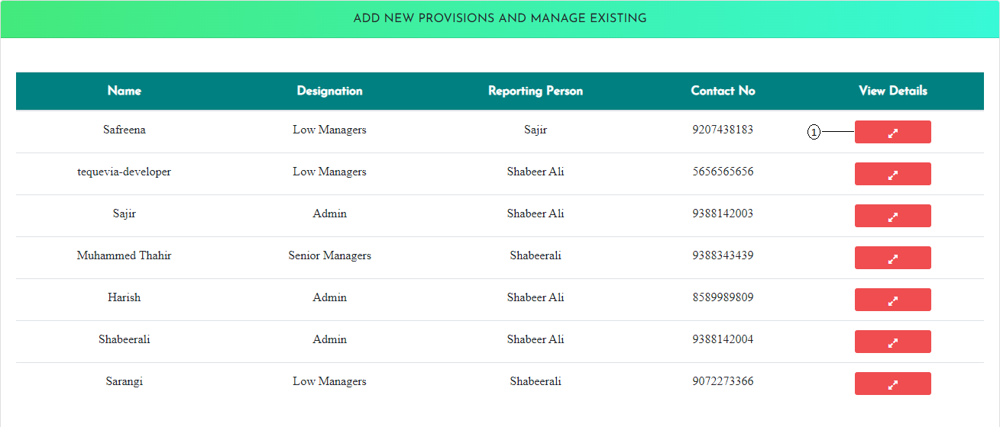 ADD NEW PROVISIONS AND MANAGE EXISTING
Name Designation Reporting Person Contact No View Details
Safreena Low Managers Sajir 9207438183 1
tequevia-developer Low Managers Shabeer Ali 5656565656
Sajir Admin Shabeer Ali 9388142003
Muhammed Thahir Senior Managers Shabeerali 9388343439
Harish Admin Shabeer Ali 8589989809
Shabeerali Admin Shabeer Ali 9388142004
Sarangi Low Managers Shabeerali 9072273366